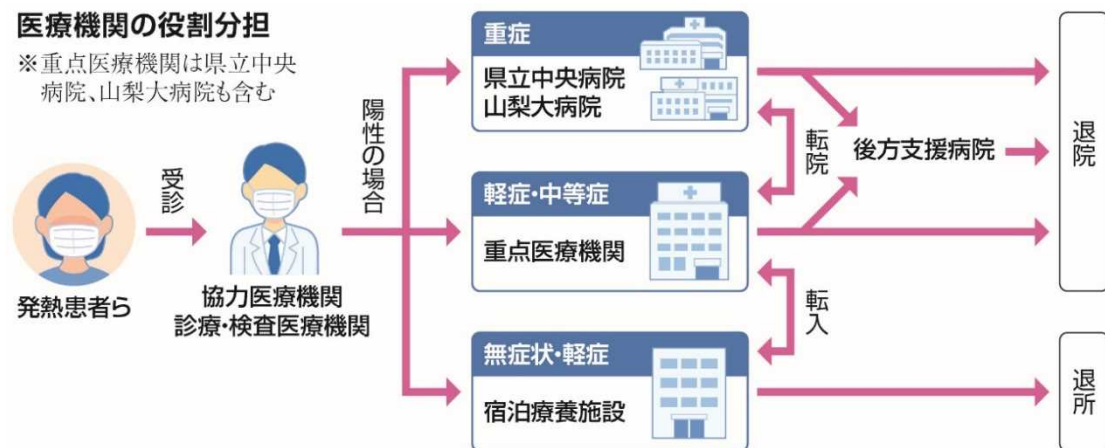 医療機関の役割分担
※重点医療機関は県立中央
病院、山梨大病院も含む
発熱患者ら
受診
協力医療機関
診療・検査医療機関
陽性の場合
重症
県立中央病院
山梨大病院
軽症・中等症
重点医療機関
無症状・軽症
宿泊療養施設
転院
転入
後方支援病院
退院
退所